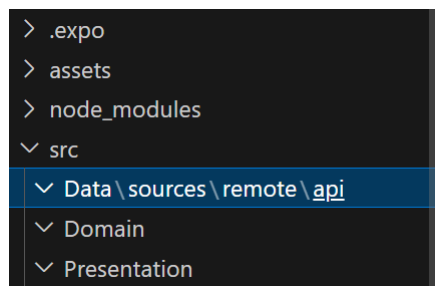 .expo
assets
node_modules
src
Data\sources\remote\api
Domain
Presentation